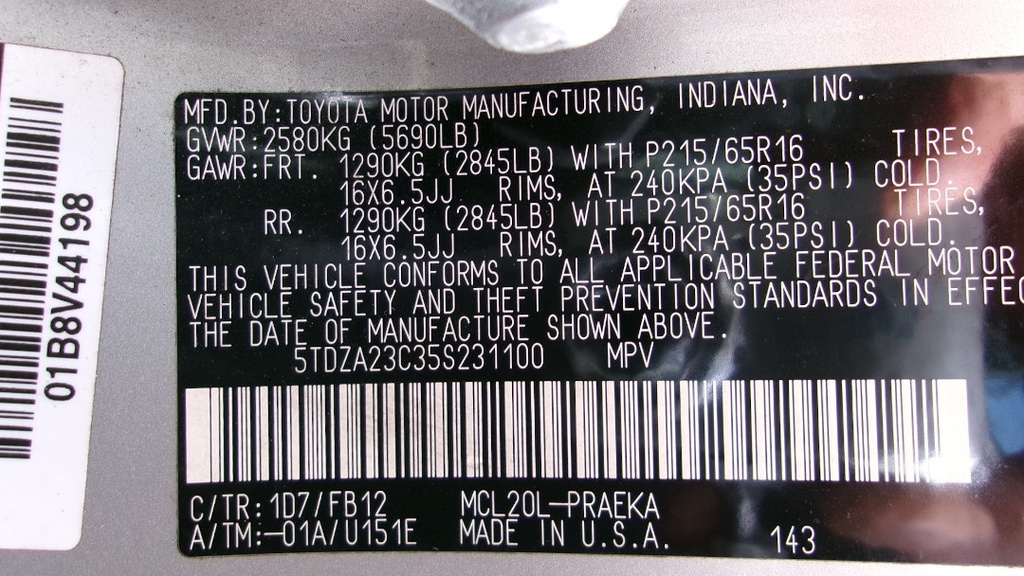 01B8V44198
MFD.BY:TOYOTA MOTOR MANUFACTURING, INDIANA, INC.
GVWR:2580KG (5690LB)
GAWR:FRT. 1290KG (2845LB) WITH P215/65R16 TIRES,
16X6.5JJ RIMS, AT 240KPA (35PSI) COLD.
RR. 1290KG (2845LB) WITH P215/65R16 TIRES,
16X6.5JJ RIMS, AT 240KPA (35PSI) COLD.
THIS VEHICLE CONFORMS TO ALL APPLICABLE FEDERAL MOTOR
VEHICLE SAFETY AND THEFT PREVENTION STANDARDS IN EFFEC
THE DATE OF MANUFACTURE SHOWN ABOVE.
5TDZA23C35S231100 MPV
C/TR:1D7/FB12 MCL20L-PRAEKA
A/TM:-01A/U151E MADE IN U.S.A. 143